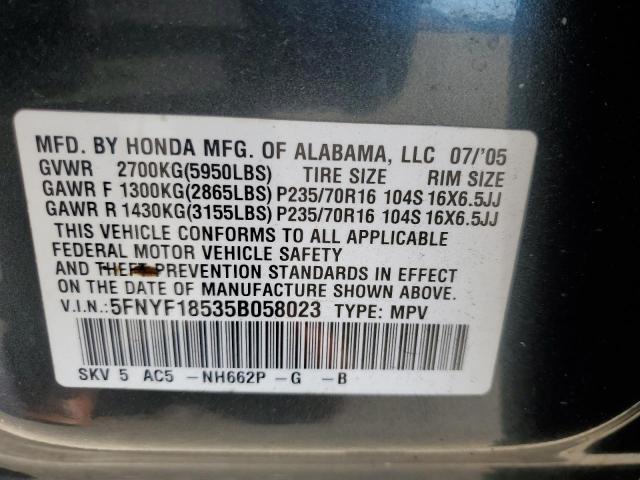 MFD. BY HONDA MFG. OF ALABAMA, LLC 07/'05
GVWR 2700KG(5950LBS) TIRE SIZE RIM SIZE
GAWR F 1300KG(2865LBS) P235/70R16 104S 16X6.5JJ
GAWR R 1430KG(3155LBS) P235/70R16 104S 16X6.5JJ
THIS VEHICLE CONFORMS TO ALL APPLICABLE
FEDERAL MOTOR VEHICLE SAFETY
AND THEFT PREVENTION STANDARDS IN EFFECT
ON THE DATE OF MANUFACTURE SHOWN ABOVE.
V.I.N.: 5FNYF18535B058023 TYPE: MPV
SKV 5 AC5 -NH662P -G -B